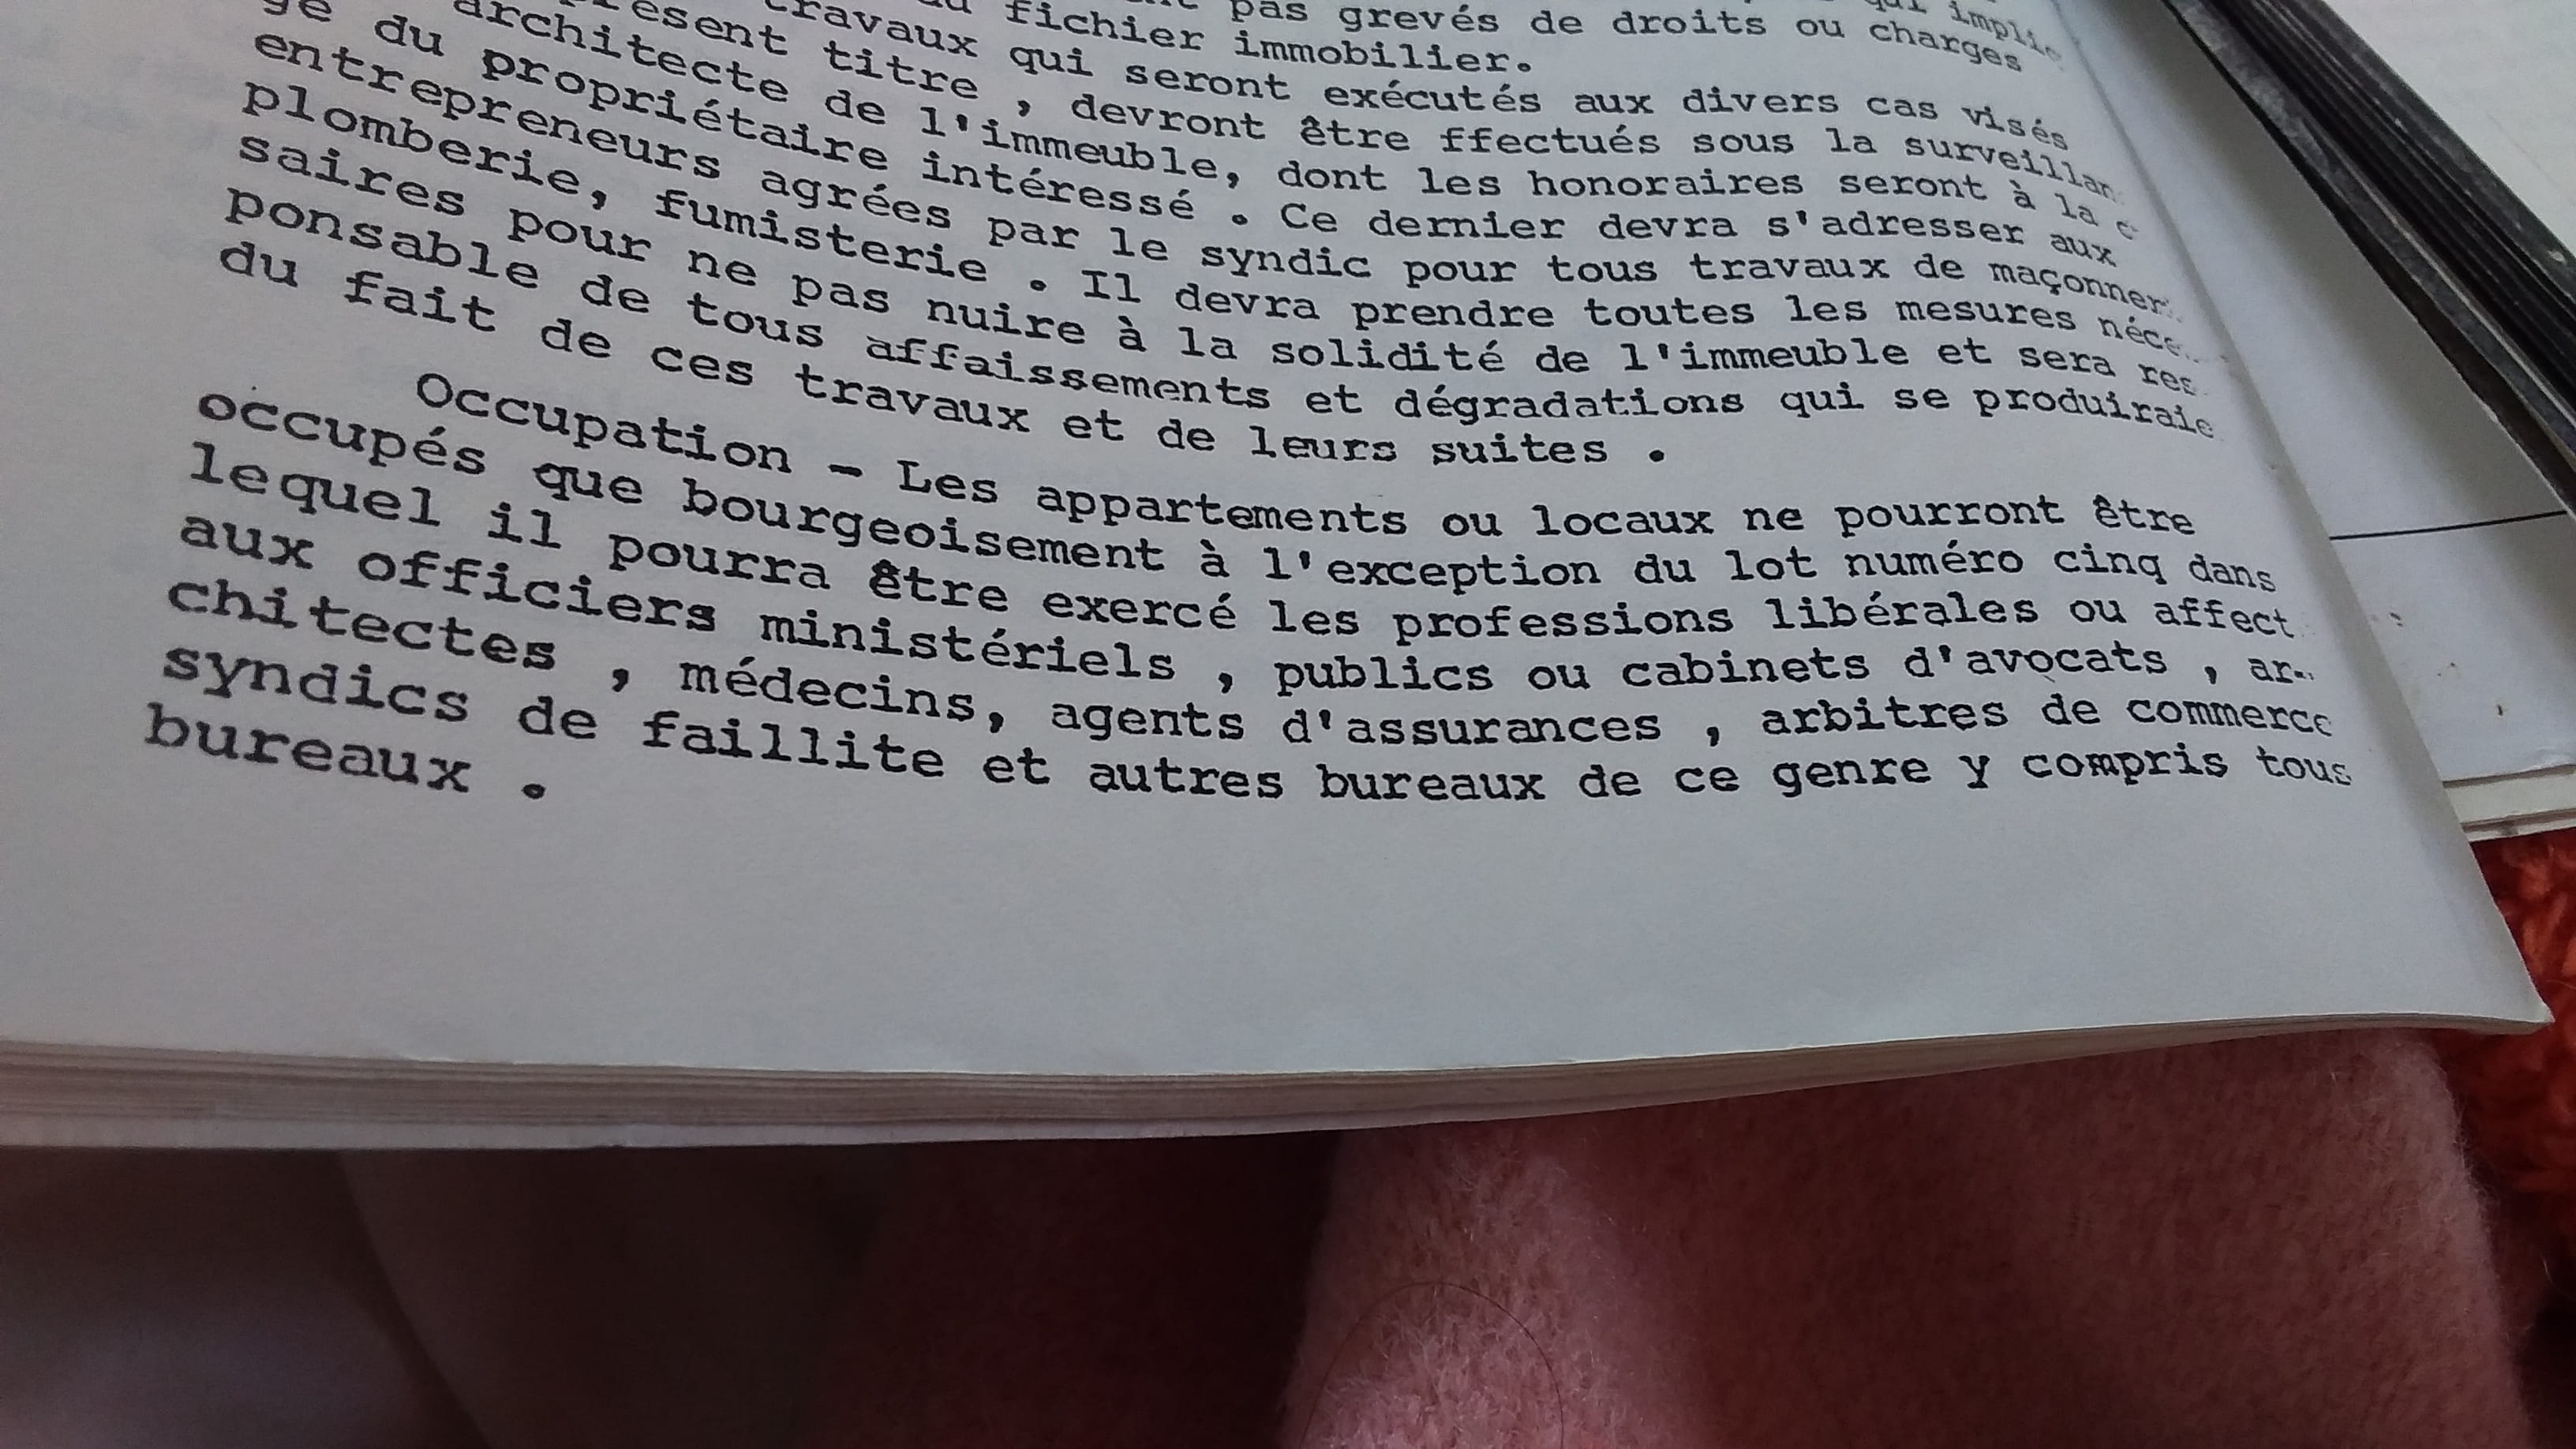 qui implic
pas grevés de droits ou charges
fichier immobilier.
travaux qui seront exécutés aux divers cas visés
présent titre , devront être ffectués sous la surveillan
architecte de l'immeuble, dont les honoraires seront à la c
ge du propriétaire intéressé . Ce dernier devra s'adresser aux
entrepreneurs agrées par le syndic pour tous travaux de maçonner
plomberie, fumisterie . Il devra prendre toutes les mesures néce
saires pour ne pas nuire à la solidité de l'immeuble et sera res
ponsable de tous affaissements et dégradations qui se produiraie
du fait de ces travaux et de leurs suites .
Occupation - Les appartements ou locaux ne pourront être
occupés que bourgeoisement à l'exception du lot numéro cinq dans
lequel il pourra être exercé les professions libérales ou affect
aux officiers ministériels , publics ou cabinets d'avocats , ar-
chitectes , médecins, agents d'assurances , arbitres de commerce
syndics de faillite et autres bureaux de ce genre y compris tous
bureaux .